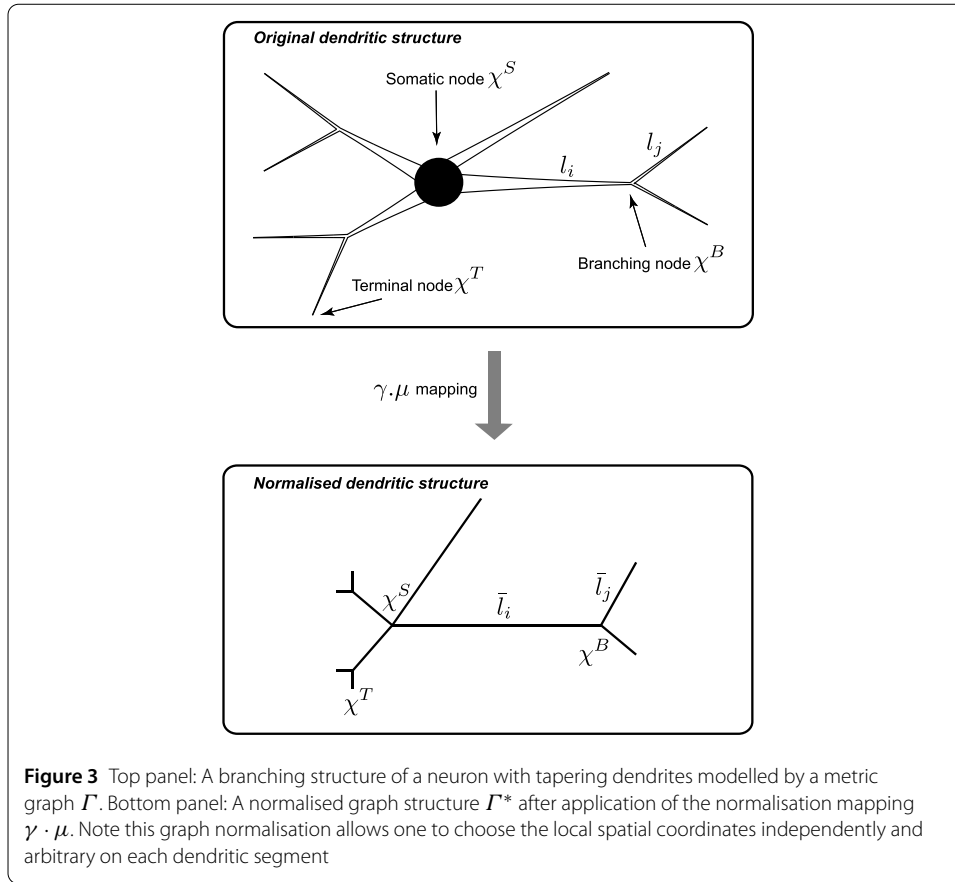 Original dendritic structure
Somatic node χ^S
l_i
l_j
Branching node χ^B
Terminal node χ^T
γ.μ mapping
Normalised dendritic structure
χ^S
l̄_i
l̄_j
χ^B
χ^T
Figure 3 Top panel: A branching structure of a neuron with tapering dendrites modelled by a metric
graph Γ. Bottom panel: A normalised graph structure Γ* after application of the normalisation mapping
γ · μ. Note this graph normalisation allows one to choose the local spatial coordinates independently and
arbitrary on each dendritic segment